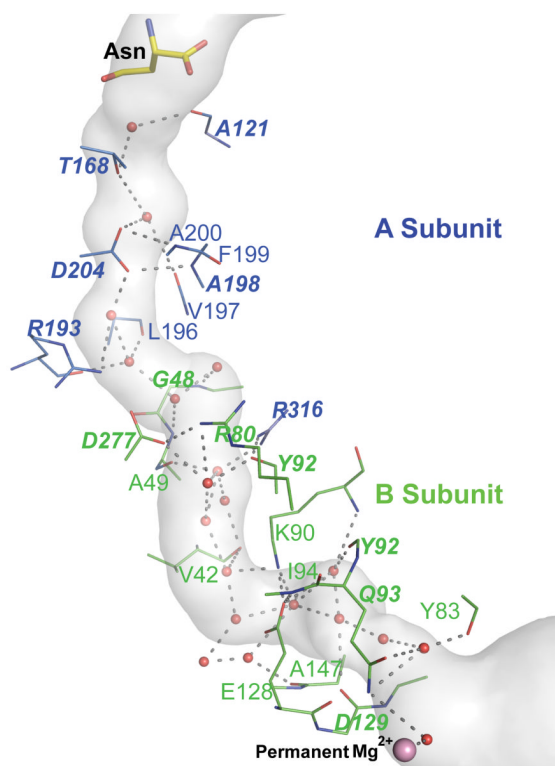 Asn
A121
T168
A200
A Subunit
F199
D204
A198
V197
R193
L196
G48
R316
D277
R80
Y92
A49
B Subunit
K90
Y92
V42
I94
Q93
Y83
A147
E128
D129
Permanent Mg2+